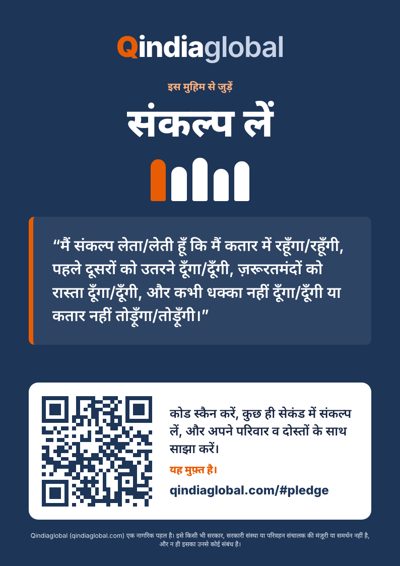 Qindiaglobal
इस मुहिम से जुड़ें
संकल्प लें
“मैं संकल्प लेता/लेती हूँ कि मैं कतार में रहूँगा/रहूँगी,
पहले दूसरों को उतरने दूँगा/दूँगी, ज़रूरतमंदों को
रास्ता दूँगा/दूँगी, और कभी धक्का नहीं दूँगा/दूँगी या
कतार नहीं तोड़ूँगा/तोड़ूँगी।”
कोड स्कैन करें, कुछ ही सेकंड में संकल्प
लें, और अपने परिवार व दोस्तों के साथ
साझा करें।
यह मुफ़्त है।
qindiaglobal.com/#pledge
Qindiaglobal (qindiaglobal.com) एक नागरिक पहल है। इसे किसी भी सरकार, सरकारी संस्था या परिवहन संचालक की मंज़ूरी या समर्थन नहीं है,
और न ही इसका उनसे कोई संबंध है।